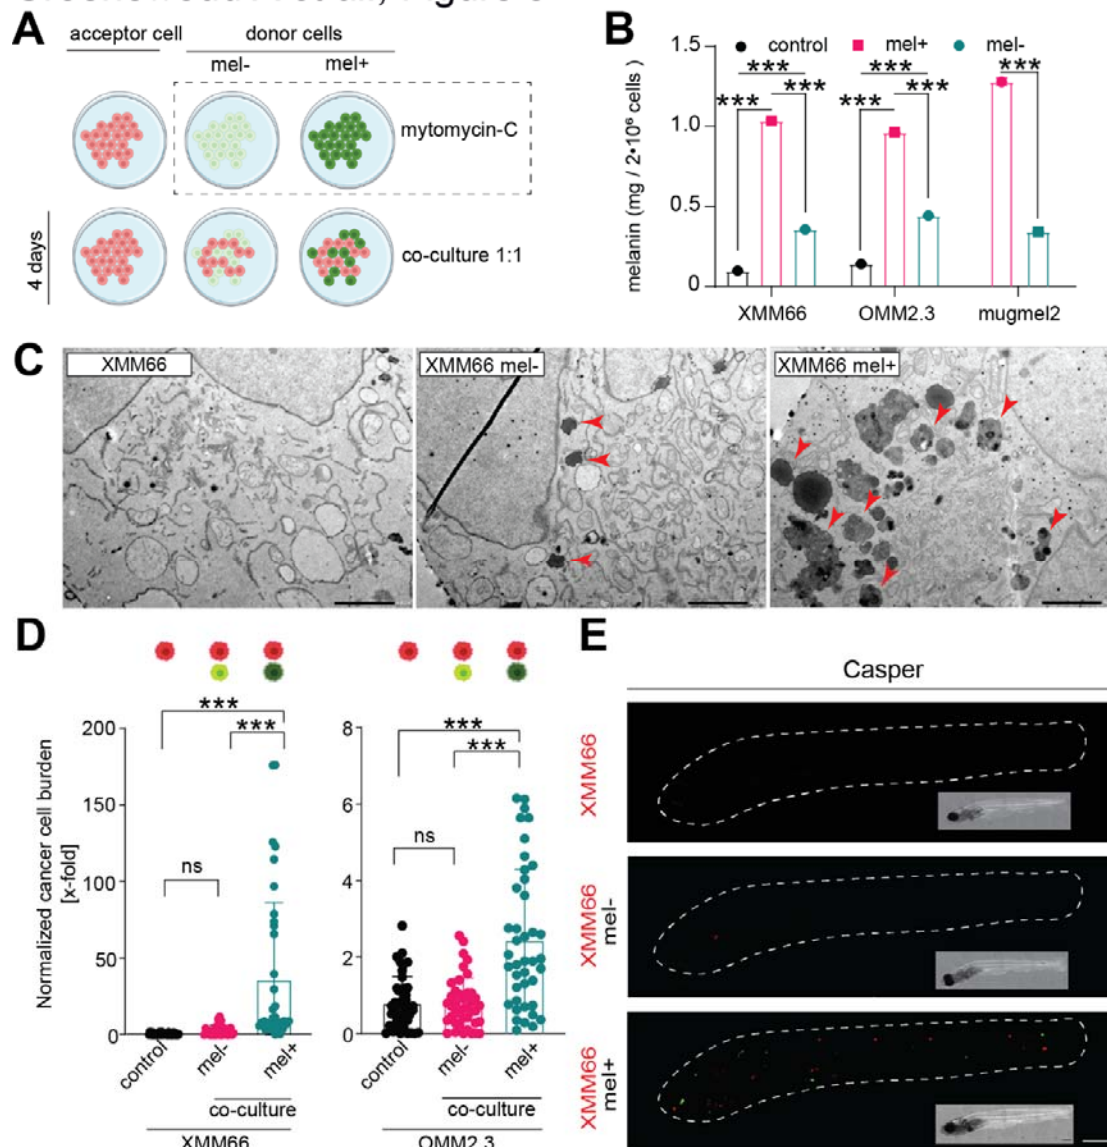 A
acceptor cell
donor cells
mel-
mel+
mytomycin-C
4 days
co-culture 1:1
B
control
mel+
mel-
melanin (mg / 2•10⁶ cells )
1.5
1.0
0.5
0
***
***
***
***
***
***
***
XMM66
OMM2.3
mugmel2
C
XMM66
XMM66 mel-
XMM66 mel+
D
Normalized cancer cell burden
[x-fold]
200
150
100
50
0
***
***
ns
control
mel-
mel+
co-culture
XMM66
8
6
4
2
0
***
***
ns
control
mel-
mel+
co-culture
OMM2.3
E
Casper
XMM66
XMM66
mel-
XMM66
mel+